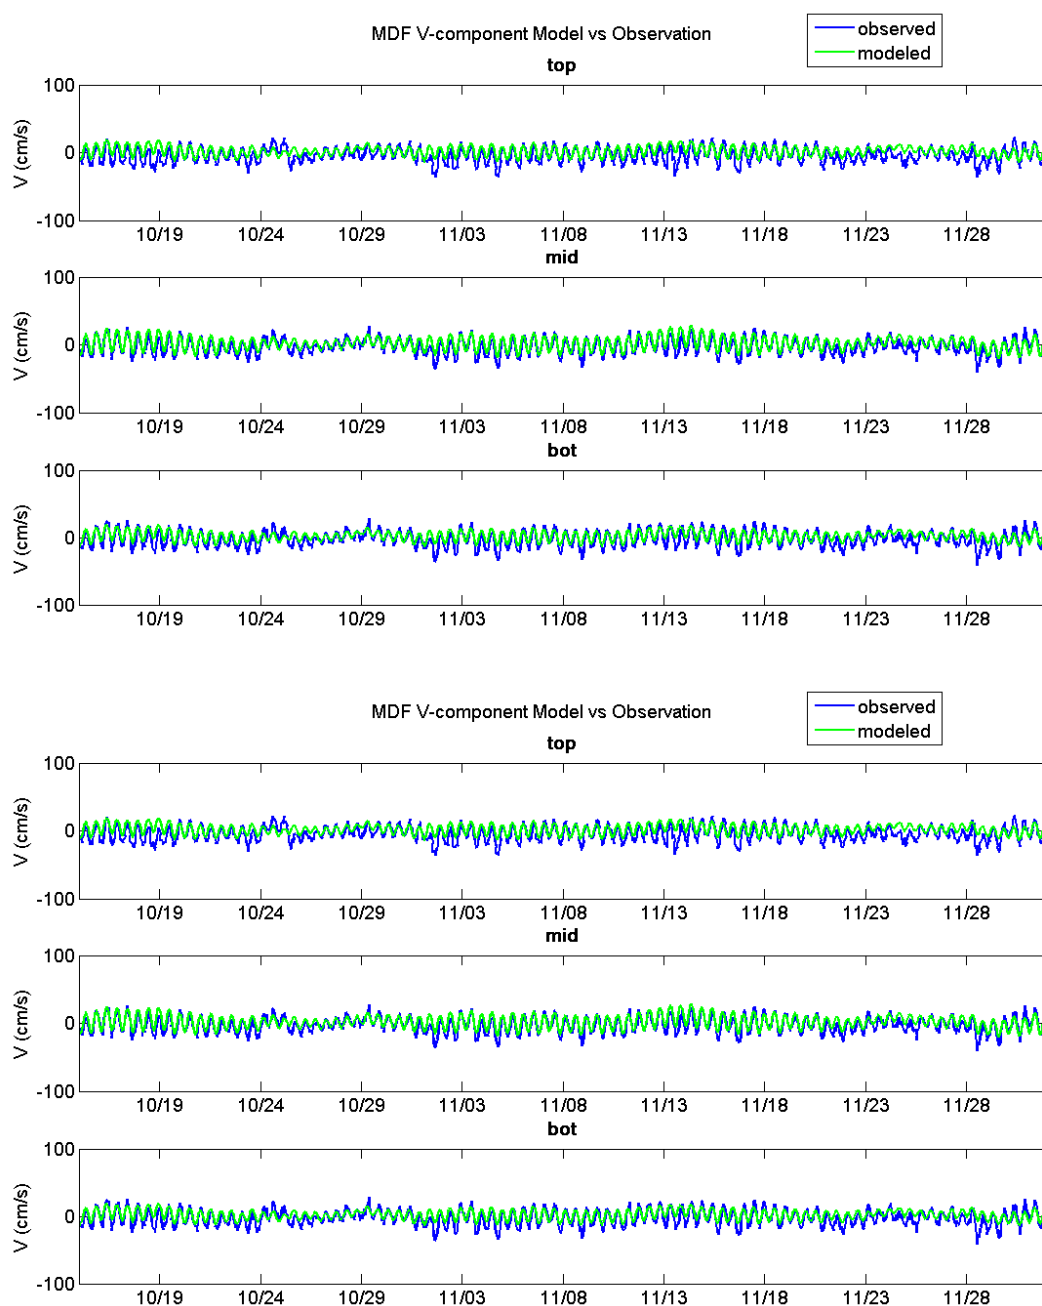 MDF V-component Model vs Observation
observed
modeled
top
100
0
-100
V (cm/s)
10/19 10/24 10/29 11/03 11/08 11/13 11/18 11/23 11/28
mid
100
0
-100
V (cm/s)
10/19 10/24 10/29 11/03 11/08 11/13 11/18 11/23 11/28
bot
100
0
-100
V (cm/s)
10/19 10/24 10/29 11/03 11/08 11/13 11/18 11/23 11/28
MDF V-component Model vs Observation
observed
modeled
top
100
0
-100
V (cm/s)
10/19 10/24 10/29 11/03 11/08 11/13 11/18 11/23 11/28
mid
100
0
-100
V (cm/s)
10/19 10/24 10/29 11/03 11/08 11/13 11/18 11/23 11/28
bot
100
0
-100
V (cm/s)
10/19 10/24 10/29 11/03 11/08 11/13 11/18 11/23 11/28